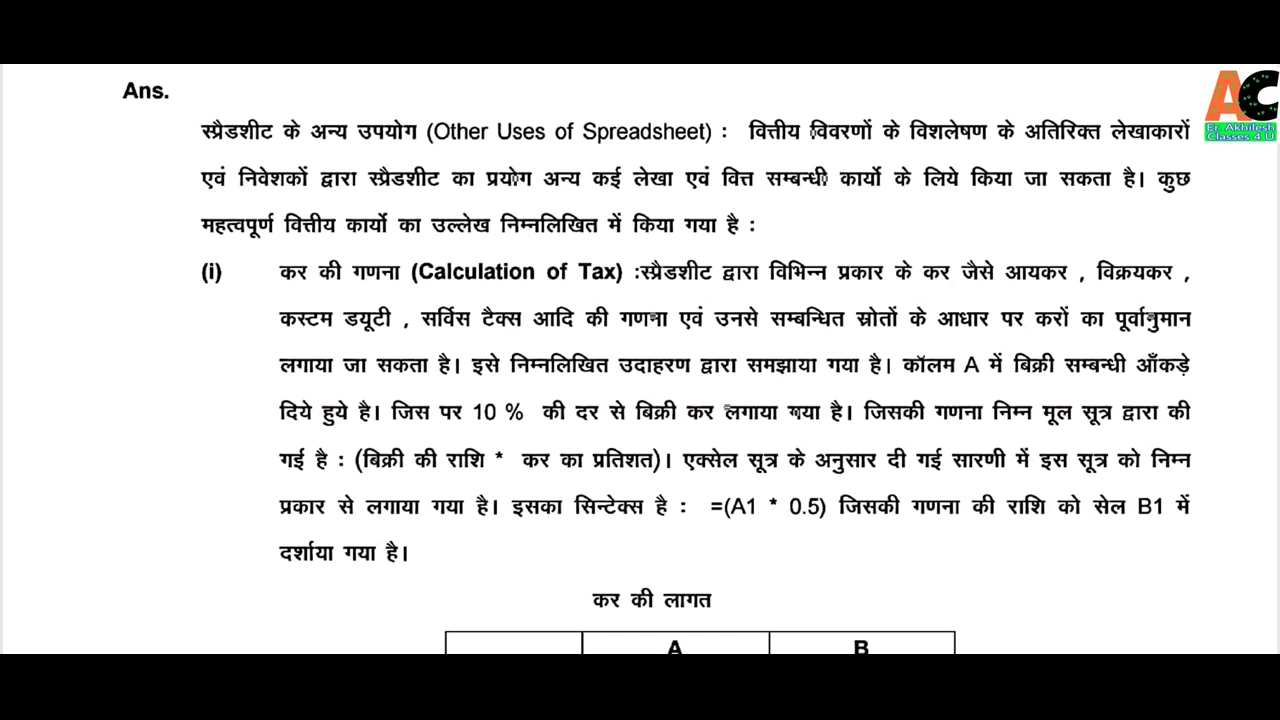 AC
Er. Akhilesh
Classes 4 U
Ans.
स्प्रैडशीट के अन्य उपयोग (Other Uses of Spreadsheet) : वित्तीय विवरणों के विशलेषण के अतिरिक्त लेखाकारों
एवं निवेशकों द्वारा स्प्रैडशीट का प्रयोग अन्य कई लेखा एवं वित्त सम्बन्धी कार्यो के लिये किया जा सकता है। कुछ
महत्वपूर्ण वित्तीय कार्यो का उल्लेख निम्नलिखित में किया गया है :
(i) कर की गणना (Calculation of Tax) :स्प्रैडशीट द्वारा विभिन्न प्रकार के कर जैसे आयकर , विक्रयकर ,
कस्टम डयूटी , सर्विस टैक्स आदि की गणना एवं उनसे सम्बन्धित स्रोतों के आधार पर करों का पूर्वानुमान
लगाया जा सकता है। इसे निम्नलिखित उदाहरण द्वारा समझाया गया है। कॉलम A में बिक्री सम्बन्धी आँकड़े
दिये हुये है। जिस पर 10 % की दर से बिक्री कर लगाया गया है। जिसकी गणना निम्न मूल सूत्र द्वारा की
गई है : (बिक्री की राशि * कर का प्रतिशत)। एक्सेल सूत्र के अनुसार दी गई सारणी में इस सूत्र को निम्न
प्रकार से लगाया गया है। इसका सिन्टेक्स है : =(A1 * 0.5) जिसकी गणना की राशि को सेल B1 में
दर्शाया गया है।
कर की लागत
A B